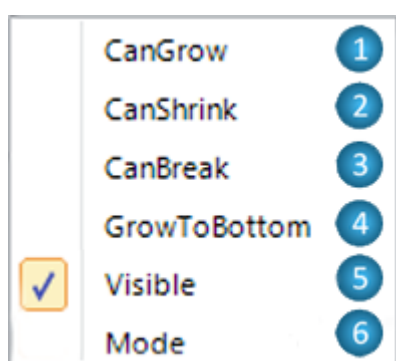 CanGrow 1
CanShrink 2
CanBreak 3
GrowToBottom 4
Visible 5
Mode 6